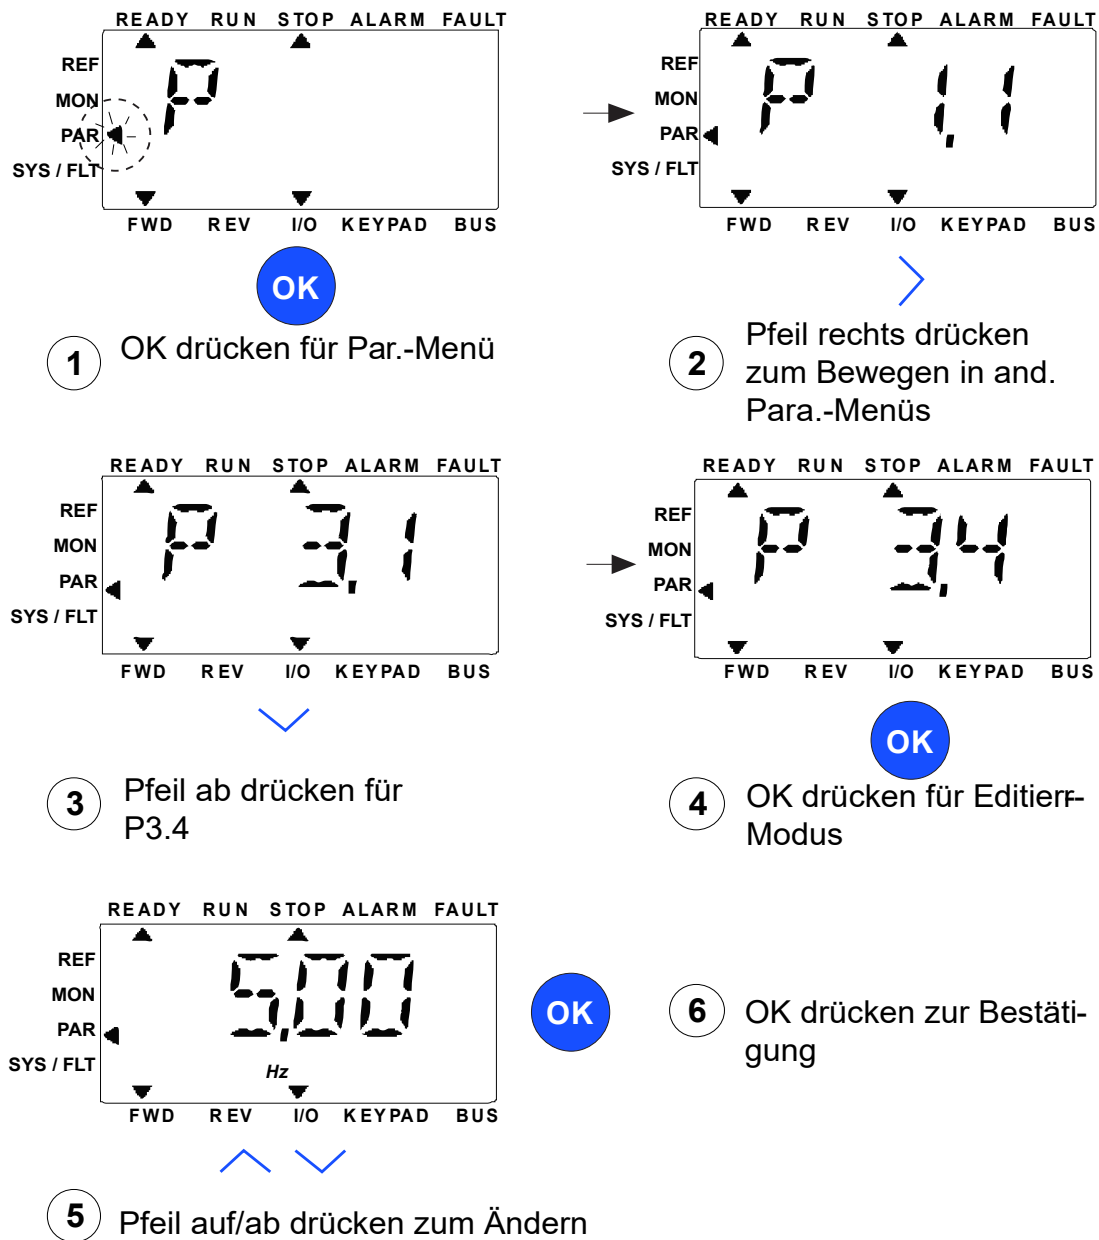 READY RUN STOP ALARM FAULT
REF
MON
PAR
SYS / FLT
P
FWD REV I/O KEYPAD BUS
OK
1 OK drücken für Par.-Menü
READY RUN STOP ALARM FAULT
REF
MON
PAR
SYS / FLT
P 1.1
FWD REV I/O KEYPAD BUS
2 Pfeil rechts drücken
zum Bewegen in and.
Para.-Menüs
READY RUN STOP ALARM FAULT
REF
MON
PAR
SYS / FLT
P 3.1
FWD REV I/O KEYPAD BUS
3 Pfeil ab drücken für
P3.4
READY RUN STOP ALARM FAULT
REF
MON
PAR
SYS / FLT
P 3.4
FWD REV I/O KEYPAD BUS
OK
4 OK drücken für Editierr-
Modus
READY RUN STOP ALARM FAULT
REF
MON
PAR
SYS / FLT
5.00
Hz
FWD REV I/O KEYPAD BUS
5 Pfeil auf/ab drücken zum Ändern
OK
6 OK drücken zur Bestäti-
gung